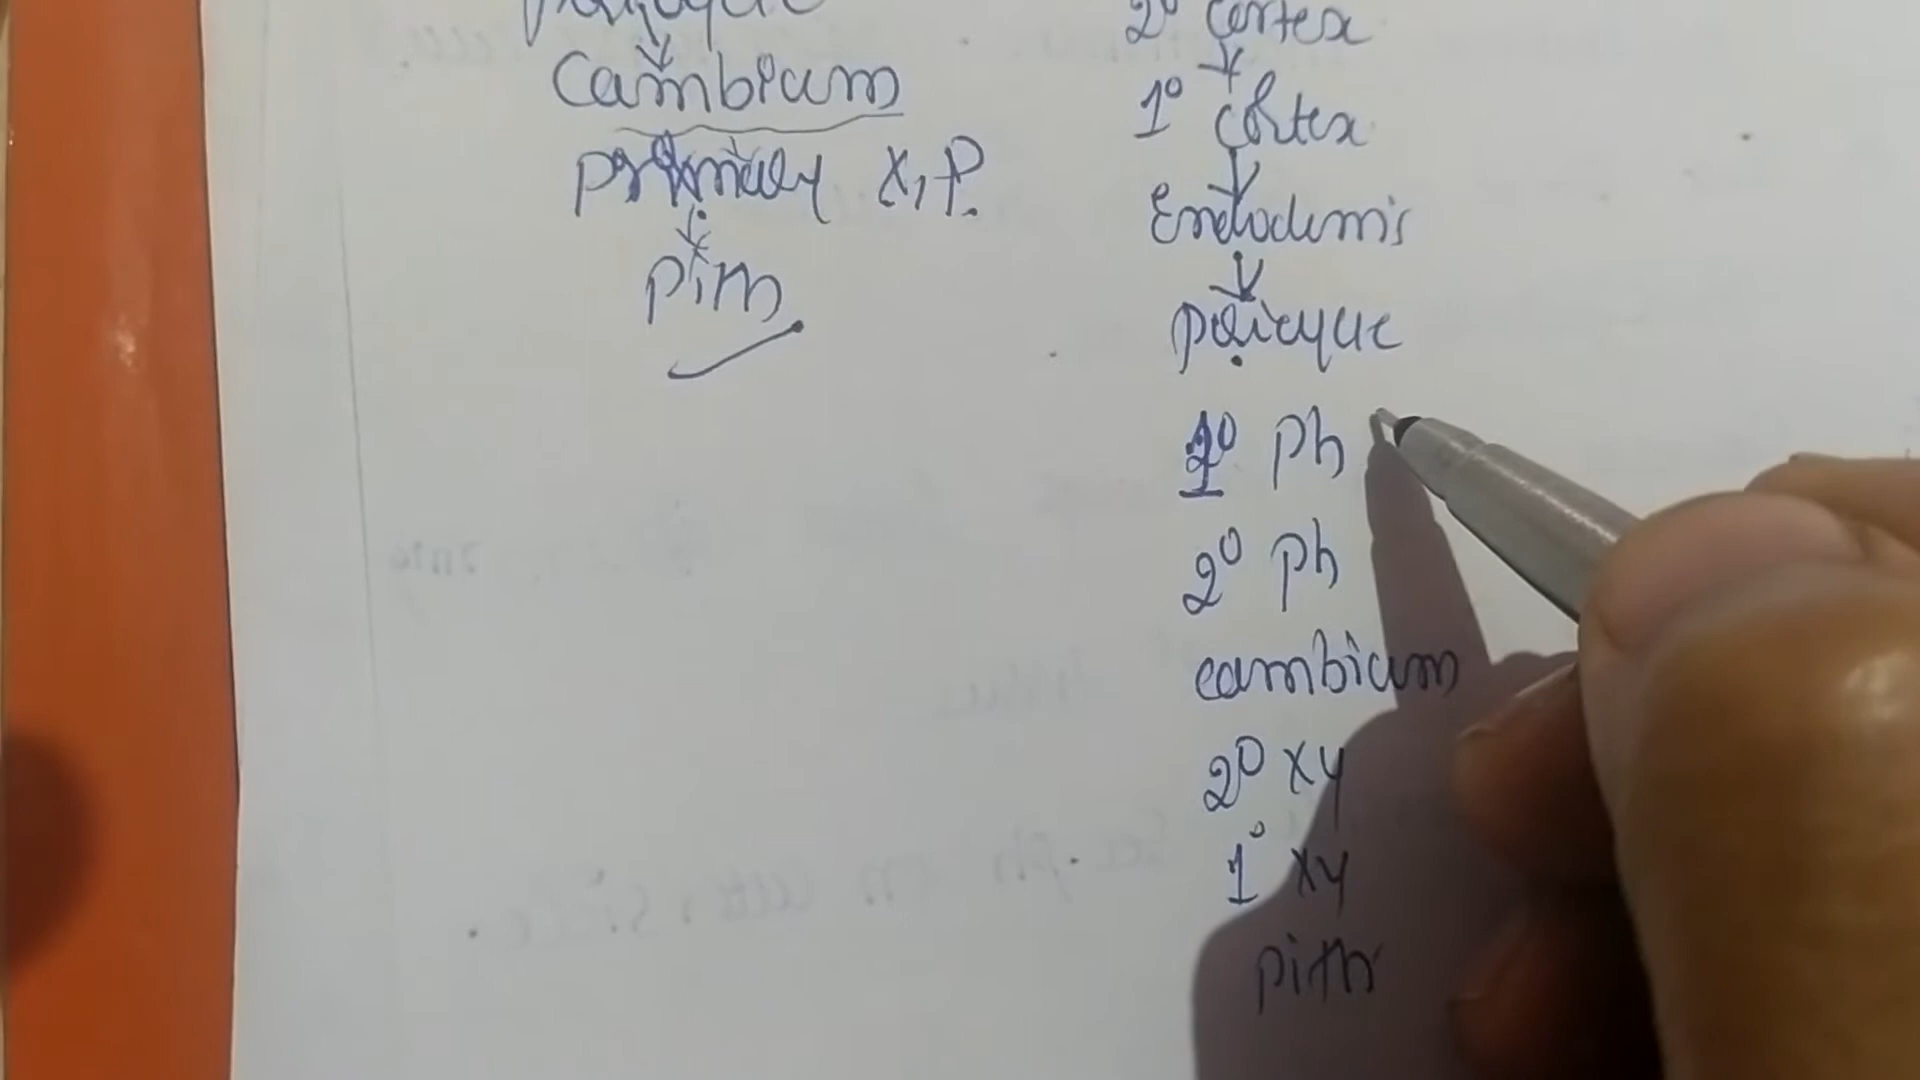 Cambium
primary X, P.
pith
2° Cortex
1° Cortex
Endodermis
pericycle
1° Ph
2° Ph
cambium
2° Xy
1° Xy
pith